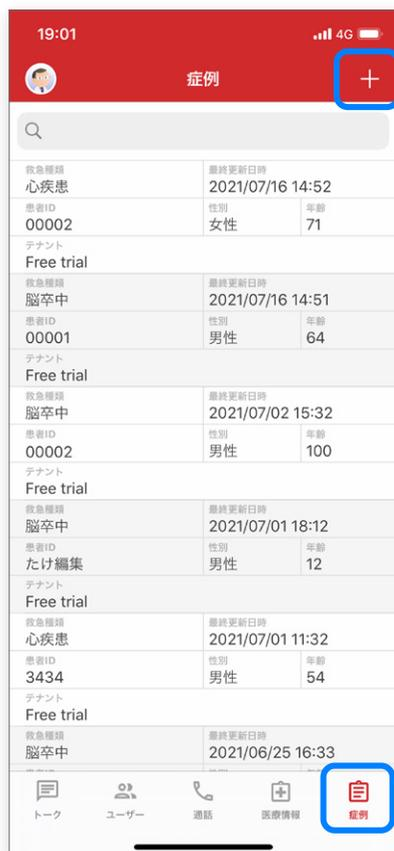 19:01 4G
症例
救急種類 最終更新日時
心疾患 2021/07/16 14:52
患者ID 性別 年齢
00002 女性 71
テナント
Free trial
救急種類 最終更新日時
脳卒中 2021/07/16 14:51
患者ID 性別 年齢
00001 男性 64
テナント
Free trial
救急種類 最終更新日時
脳卒中 2021/07/02 15:32
患者ID 性別 年齢
00002 男性 100
テナント
Free trial
救急種類 最終更新日時
脳卒中 2021/07/01 18:12
患者ID 性別 年齢
たけ編集 男性 12
テナント
Free trial
救急種類 最終更新日時
心疾患 2021/07/01 11:32
患者ID 性別 年齢
3434 男性 54
テナント
Free trial
救急種類 最終更新日時
脳卒中 2021/06/25 16:33
トーク ユーザー 通話 医療情報 症例